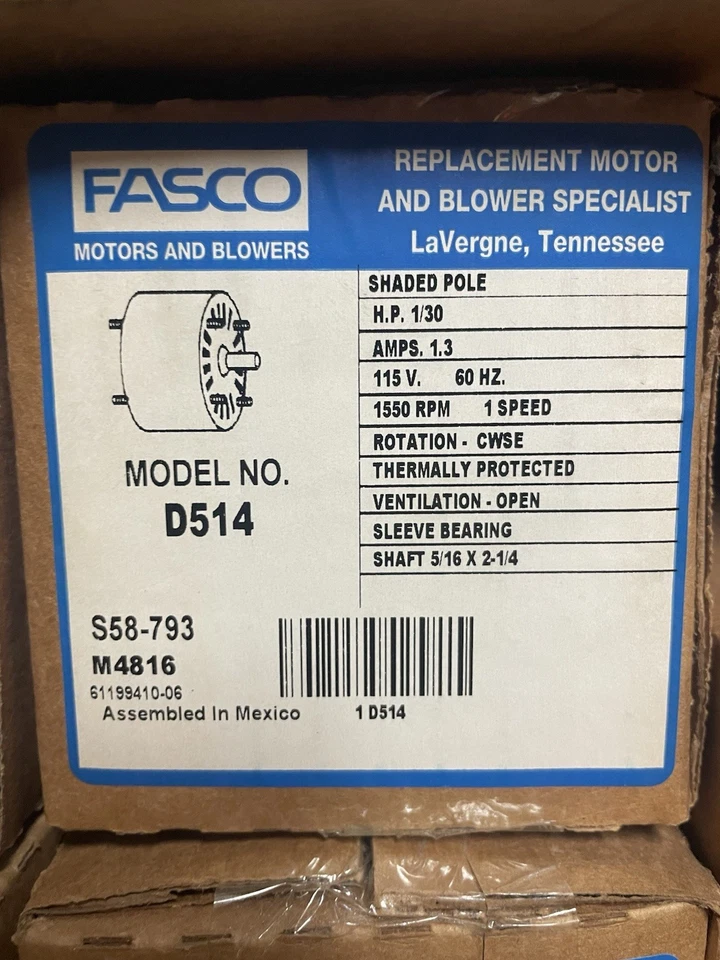 FASCO
MOTORS AND BLOWERS
REPLACEMENT MOTOR
AND BLOWER SPECIALIST
LaVergne, Tennessee
SHADED POLE
H.P. 1/30
AMPS. 1.3
115 V. 60 HZ.
1550 RPM 1 SPEED
ROTATION - CWSE
THERMALLY PROTECTED
VENTILATION - OPEN
SLEEVE BEARING
SHAFT 5/16 X 2-1/4
MODEL NO.
D514
S58-793
M4816
61199410-06
Assembled In Mexico
1 D514